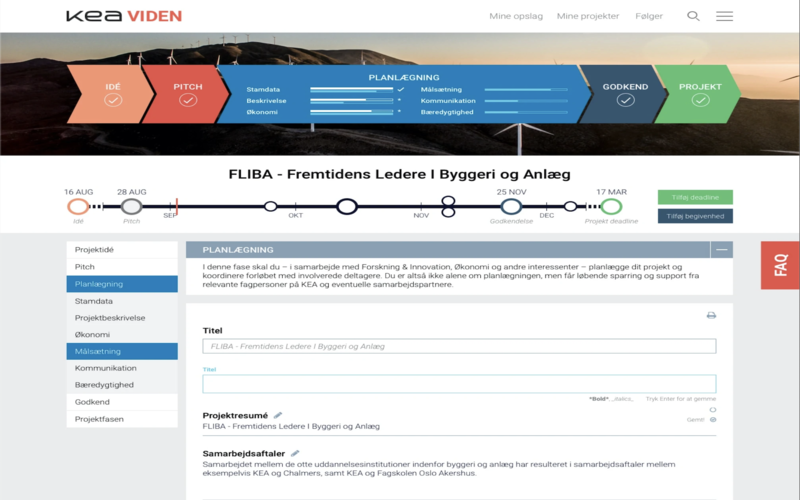 kea VIDEN
Mine opslag Mine projekter Følger
IDÉ
PITCH
PLANLÆGNING
Stamdata
Beskrivelse
Økonomi
Målsætning
Kommunikation
Bæredygtighed
GODKEND
PROJEKT
FLIBA - Fremtidens Ledere I Byggeri og Anlæg
16 AUG 28 AUG 25 NOV 17 MAR
SEP OKT NOV DEC
Idé Pitch Godkendelse Projekt deadline
Tilføj deadline
Tilføj begivenhed
Projektidé
Pitch
Planlægning
Stamdata
Projektbeskrivelse
Økonomi
Målsætning
Kommunikation
Bæredygtighed
Godkend
Projektfasen
PLANLÆGNING
I denne fase skal du – i samarbejde med Forskning & Innovation, Økonomi og andre interessenter – planlægge dit projekt og
koordinere forløbet med involverede deltagere. Du er altså ikke alene om planlægningen, men får løbende sparring og support fra
relevante fagpersoner på KEA og eventuelle samarbejdspartnere.
FAQ
Titel
FLIBA - Fremtidens Ledere I Byggeri og Anlæg
Titel
*Bold* _italics_ Tryk Enter for at gemme
Gemt!
Projektresumé
FLIBA - Fremtidens Ledere I Byggeri og Anlæg
Samarbejdsaftaler
Samarbejdet mellem de otte uddannelsesinstitutioner indenfor byggeri og anlæg har resulteret i samarbejdsaftaler mellem
eksempelvis KEA og Chalmers, samt KEA og Fagskolen Oslo Akershus.